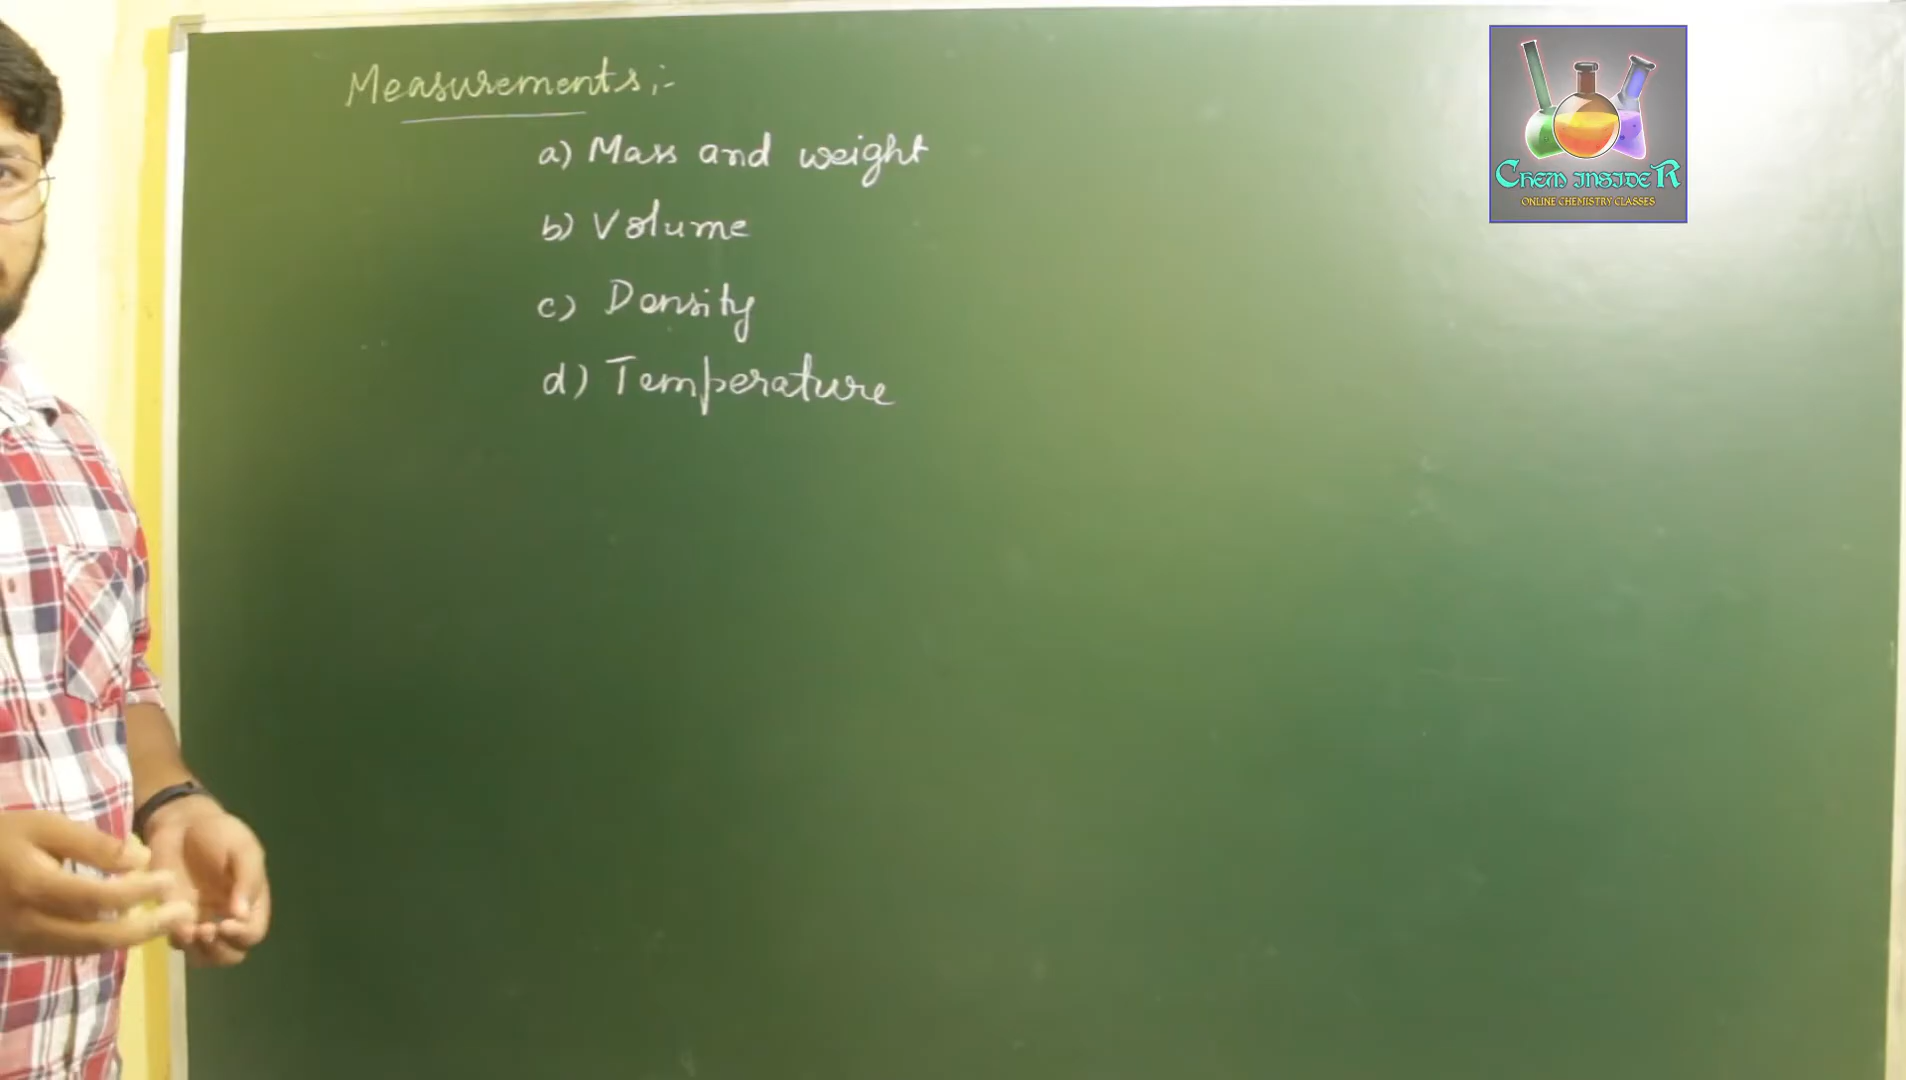 Measurements :-
a) Mass and weight
b) Volume
c) Density
d) Temperature
CHEM INSIDER
ONLINE CHEMISTRY CLASSES